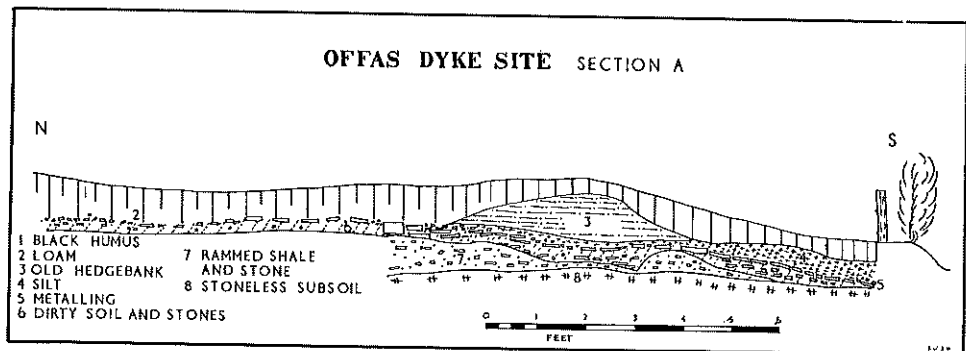 OFFAS DYKE SITE SECTION A
N
S
2
3
6
7
8
5
1 BLACK HUMUS
2 LOAM
3 OLD HEDGEBANK
4 SILT
5 METALLING
6 DIRTY SOIL AND STONES
7 RAMMED SHALE
AND STONE
8 STONELESS SUBSOIL
0 1 2 3 4 5 6
FEET